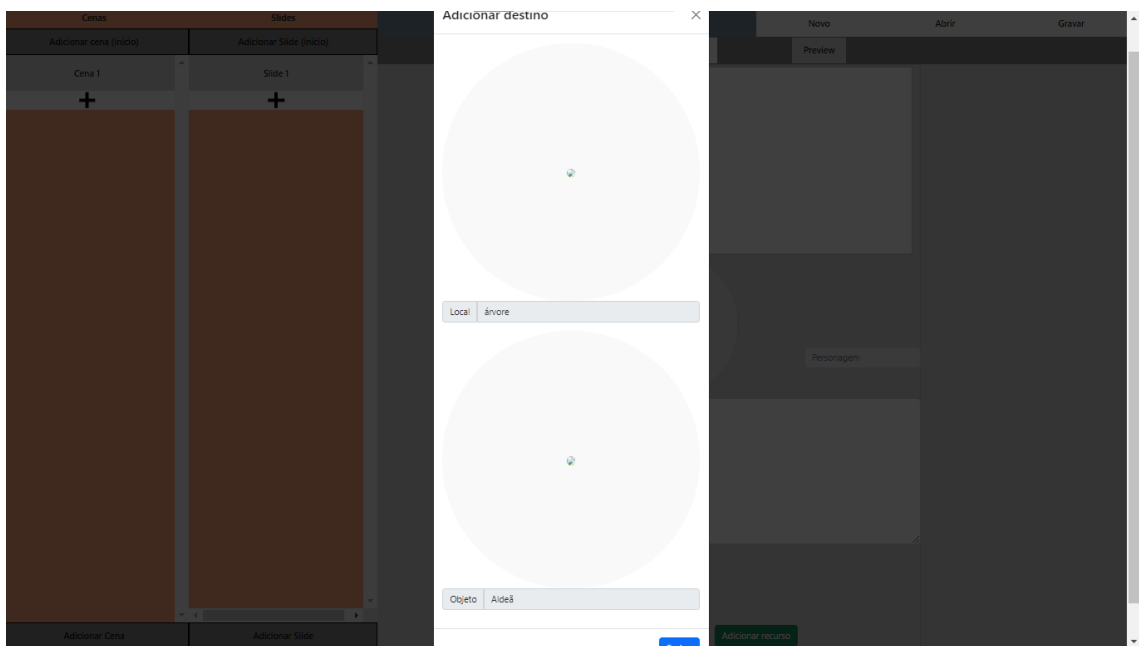 Cenas
Slides
Adicionar cena (início)
Adicionar Slide (início)
Cena 1
Slide 1
Adicionar Cena
Adicionar Slide
Adicionar destino
Local
árvore
Objeto
Aldeã
Novo
Abrir
Gravar
Preview
Personagem
Adicionar recurso